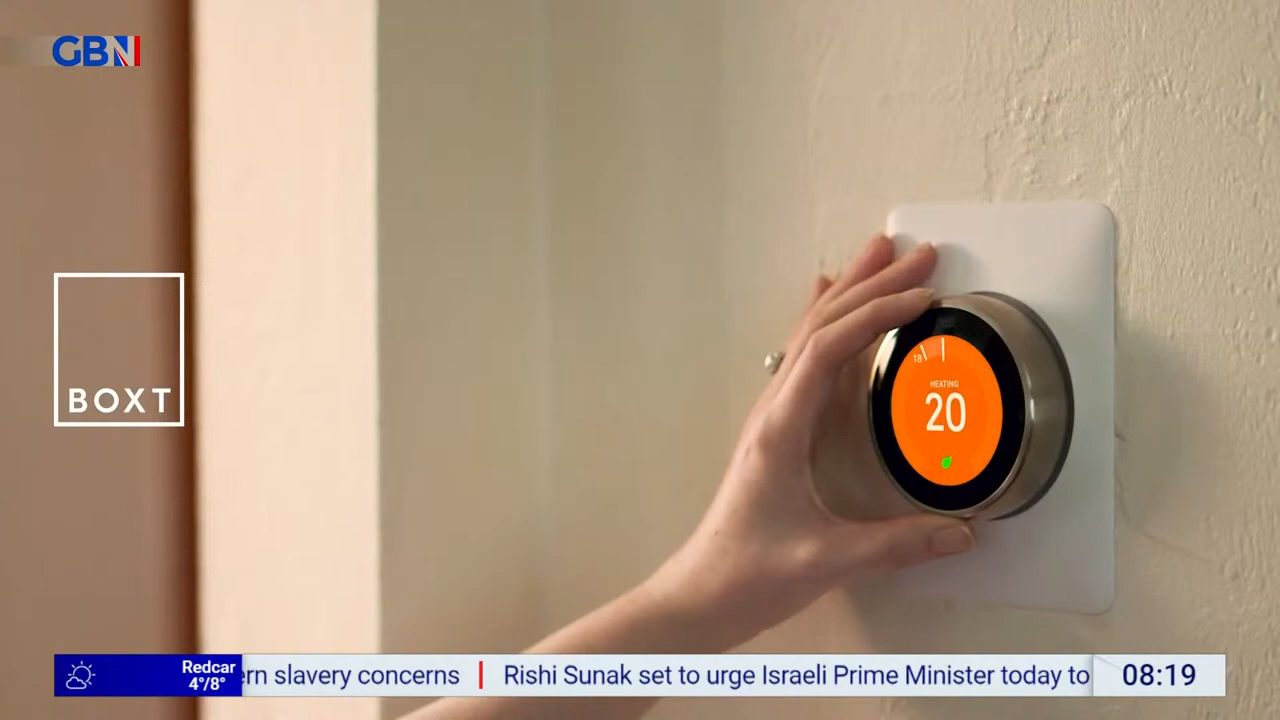 GBN
BOXT
18
HEATING
20
Redcar
4°/8°
ern slavery concerns | Rishi Sunak set to urge Israeli Prime Minister today to
08:19